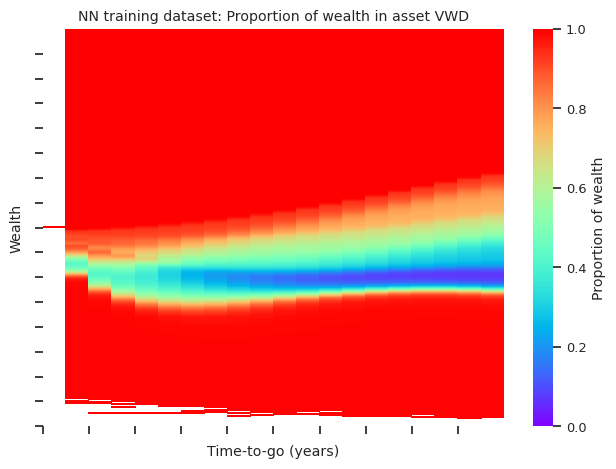 NN training dataset: Proportion of wealth in asset VWD
Wealth
Time-to-go (years)
1.0
0.8
0.6
0.4
0.2
0.0
Proportion of wealth